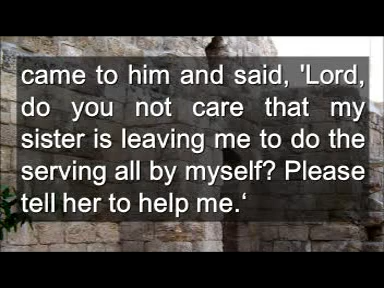 came to him and said, 'Lord,
do you not care that my
sister is leaving me to do the
serving all by myself? Please
tell her to help me.‘